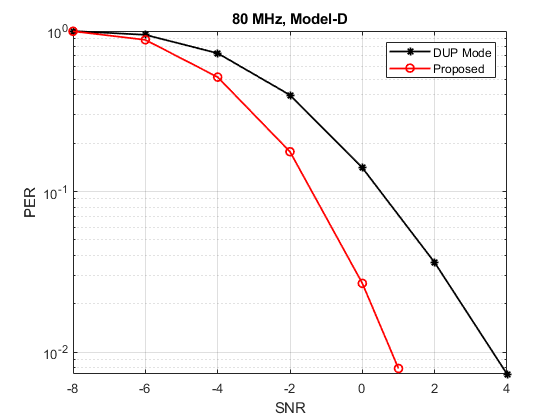 80 MHz, Model-D
DUP Mode
Proposed
10^0
10^-1
10^-2
PER
-8 -6 -4 -2 0 2 4
SNR